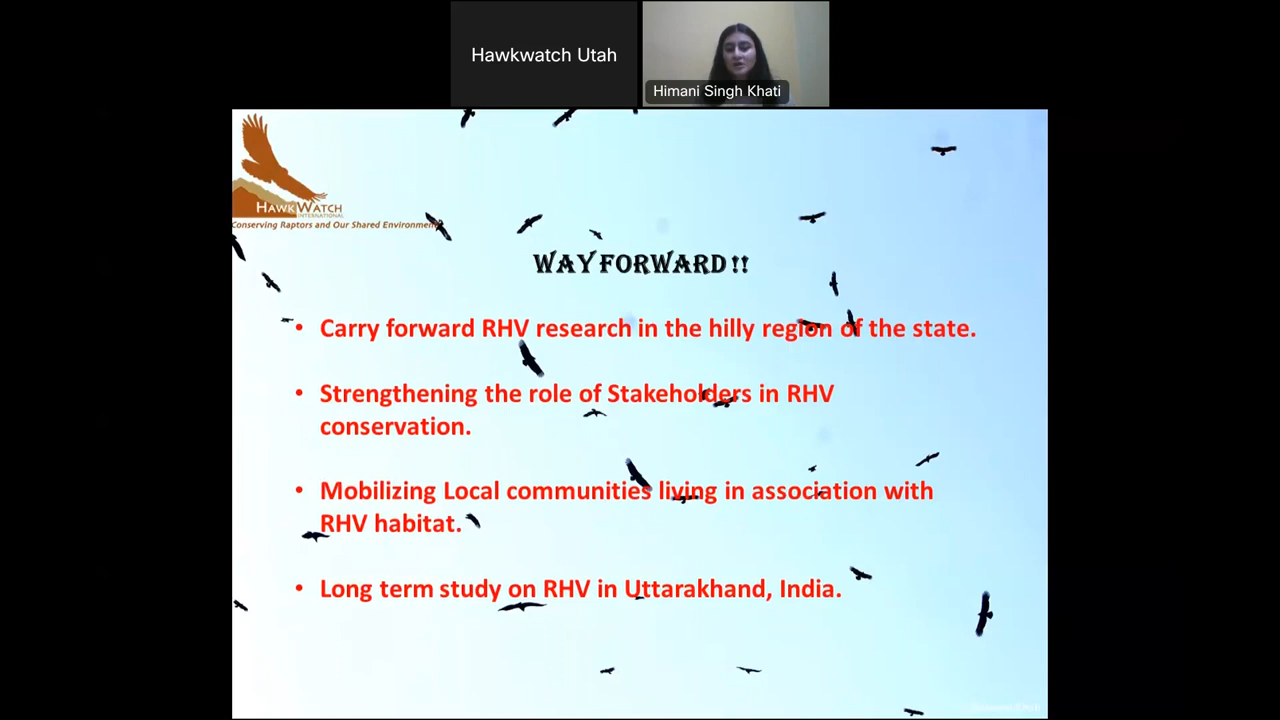 Hawkwatch Utah
Himani Singh Khati
HAWKWATCH
INTERNATIONAL
Conserving Raptors and Our Shared Environment
WAY FORWARD !!
• Carry forward RHV research in the hilly region of the state.
• Strengthening the role of Stakeholders in RHV
conservation.
• Mobilizing Local communities living in association with
RHV habitat.
• Long term study on RHV in Uttarakhand, India.